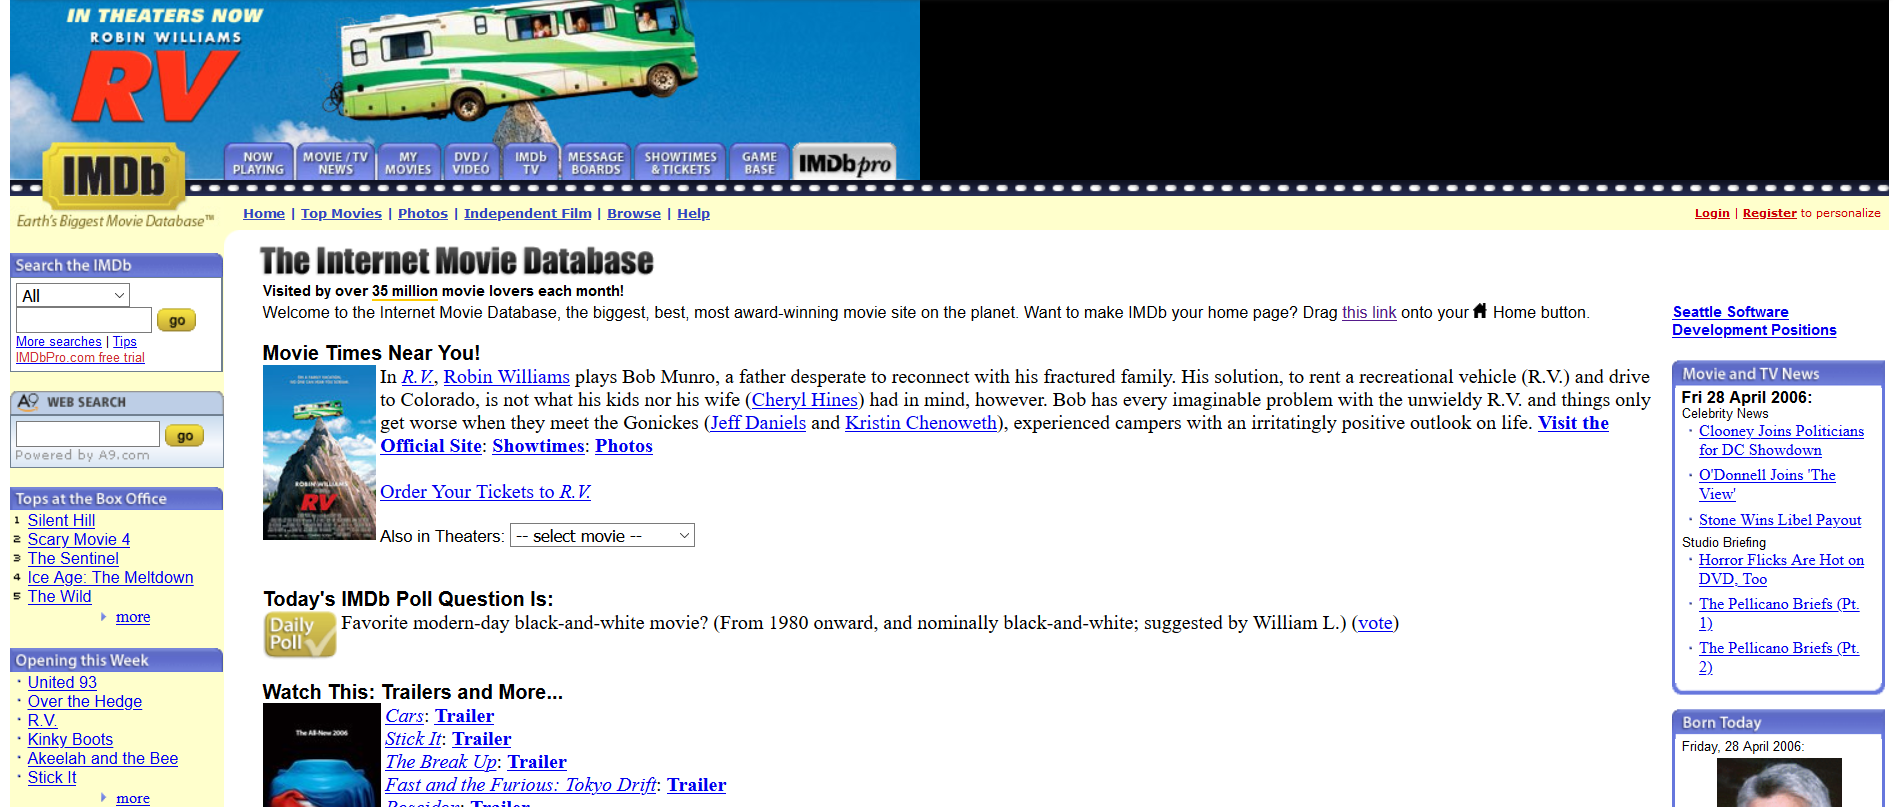 IN THEATERS NOW
ROBIN WILLIAMS
RV
IMDb
Earth's Biggest Movie Database™
NOW PLAYING
MOVIE / TV NEWS
MY MOVIES
DVD / VIDEO
IMDb TV
MESSAGE BOARDS
SHOWTIMES & TICKETS
GAME BASE
IMDb pro
Home | Top Movies | Photos | Independent Film | Browse | Help
Login | Register to personalize
Search the IMDb
All
go
More searches | Tips
IMDbPro.com free trial
A9 WEB SEARCH
go
Powered by A9.com
Tops at the Box Office
1 Silent Hill
2 Scary Movie 4
3 The Sentinel
4 Ice Age: The Meltdown
5 The Wild
more
Opening this Week
· United 93
· Over the Hedge
· R.V.
· Kinky Boots
· Akeelah and the Bee
· Stick It
more
The Internet Movie Database
Visited by over 35 million movie lovers each month!
Welcome to the Internet Movie Database, the biggest, best, most award-winning movie site on the planet. Want to make IMDb your home page? Drag this link onto your Home button.
Movie Times Near You!
ROBIN WILLIAMS
RV
In R.V., Robin Williams plays Bob Munro, a father desperate to reconnect with his fractured family. His solution, to rent a recreational vehicle (R.V.) and drive
to Colorado, is not what his kids nor his wife (Cheryl Hines) had in mind, however. Bob has every imaginable problem with the unwieldy R.V. and things only
get worse when they meet the Gonickes (Jeff Daniels and Kristin Chenoweth), experienced campers with an irritatingly positive outlook on life. Visit the
Official Site: Showtimes: Photos
Order Your Tickets to R.V.
Also in Theaters: -- select movie --
Today's IMDb Poll Question Is:
Daily Poll
Favorite modern-day black-and-white movie? (From 1980 onward, and nominally black-and-white; suggested by William L.) (vote)
Watch This: Trailers and More...
The All-New 2006
Cars: Trailer
Stick It: Trailer
The Break Up: Trailer
Fast and the Furious: Tokyo Drift: Trailer
Poseidon: Trailer
Seattle Software
Development Positions
Movie and TV News
Fri 28 April 2006:
Celebrity News
· Clooney Joins Politicians
for DC Showdown
· O'Donnell Joins 'The
View'
· Stone Wins Libel Payout
Studio Briefing
· Horror Flicks Are Hot on
DVD, Too
· The Pellicano Briefs (Pt.
1)
· The Pellicano Briefs (Pt.
2)
Born Today
Friday, 28 April 2006: